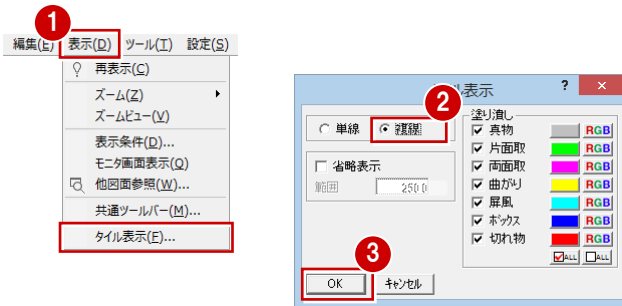 1
編集(E) 表示(D) ツール(T) 設定(S)
再表示(C)
ズーム(Z)
ズームビュー(V)
表示条件(D)...
モニタ画面表示(O)
他図面参照(W)...
共通ツールバー(M)...
タイル表示(E)...
2
ル表示 ? ×
単線 複線
省略表示
範囲 250.0
塗り潰し
真物 RGB
片面取 RGB
両面取 RGB
曲がり RGB
屏風 RGB
ボックス RGB
切れ物 RGB
ALL ALL
3
OK キャンセル